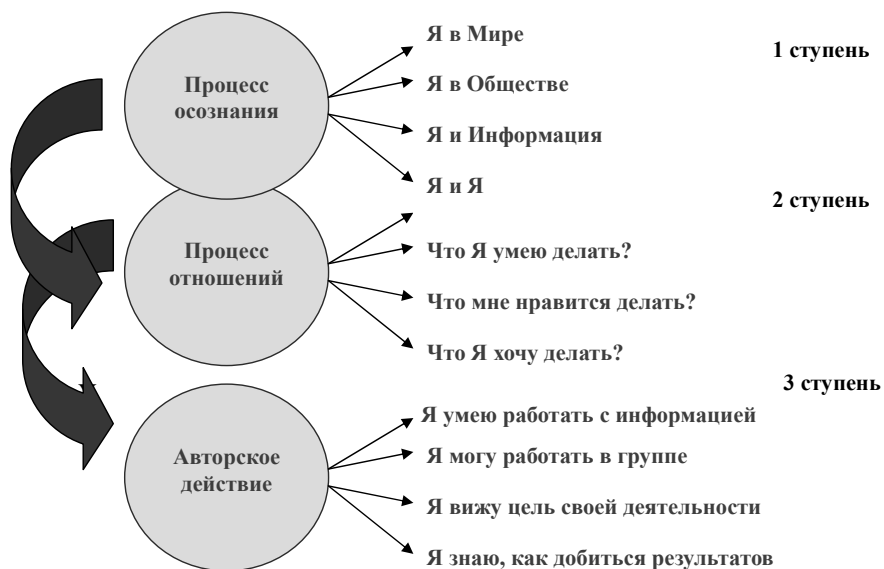 Процесс
осознания
Я в Мире
1 ступень
Я в Обществе
Я и Информация
Я и Я
2 ступень
Процесс
отношений
Что Я умею делать?
Что мне нравится делать?
Что Я хочу делать?
3 ступень
Авторское
действие
Я умею работать с информацией
Я могу работать в группе
Я вижу цель своей деятельности
Я знаю, как добиться результатов